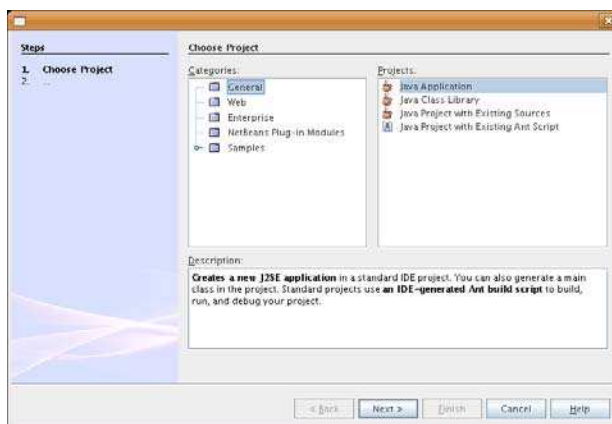 Steps
1. Choose Project
2. ...
Choose Project
Categories:
General
Web
Enterprise
NetBeans Plug-in Modules
Samples
Projects:
Java Application
Java Class Library
Java Project with Existing Sources
Java Project with Existing Ant Script
Description:
Creates a new J2SE application in a standard IDE project. You can also generate a main
class in the project. Standard projects use an IDE-generated Ant build script to build,
run, and debug your project.
< Back
Next >
Finish
Cancel
Help